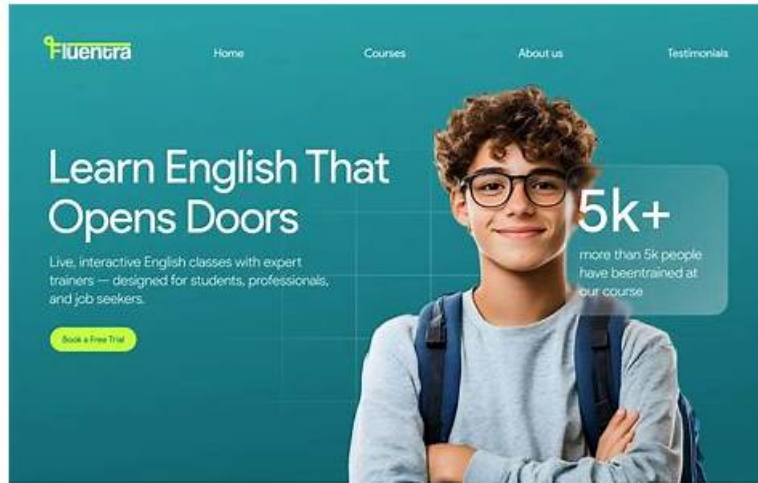 Fluentra
Home
Courses
About us
Testimonials
Learn English That
Opens Doors
Live, interactive English classes with expert
trainers — designed for students, professionals,
and job seekers.
Book a Free Trial
5k+
more than 5k people
have beentrained at
our course